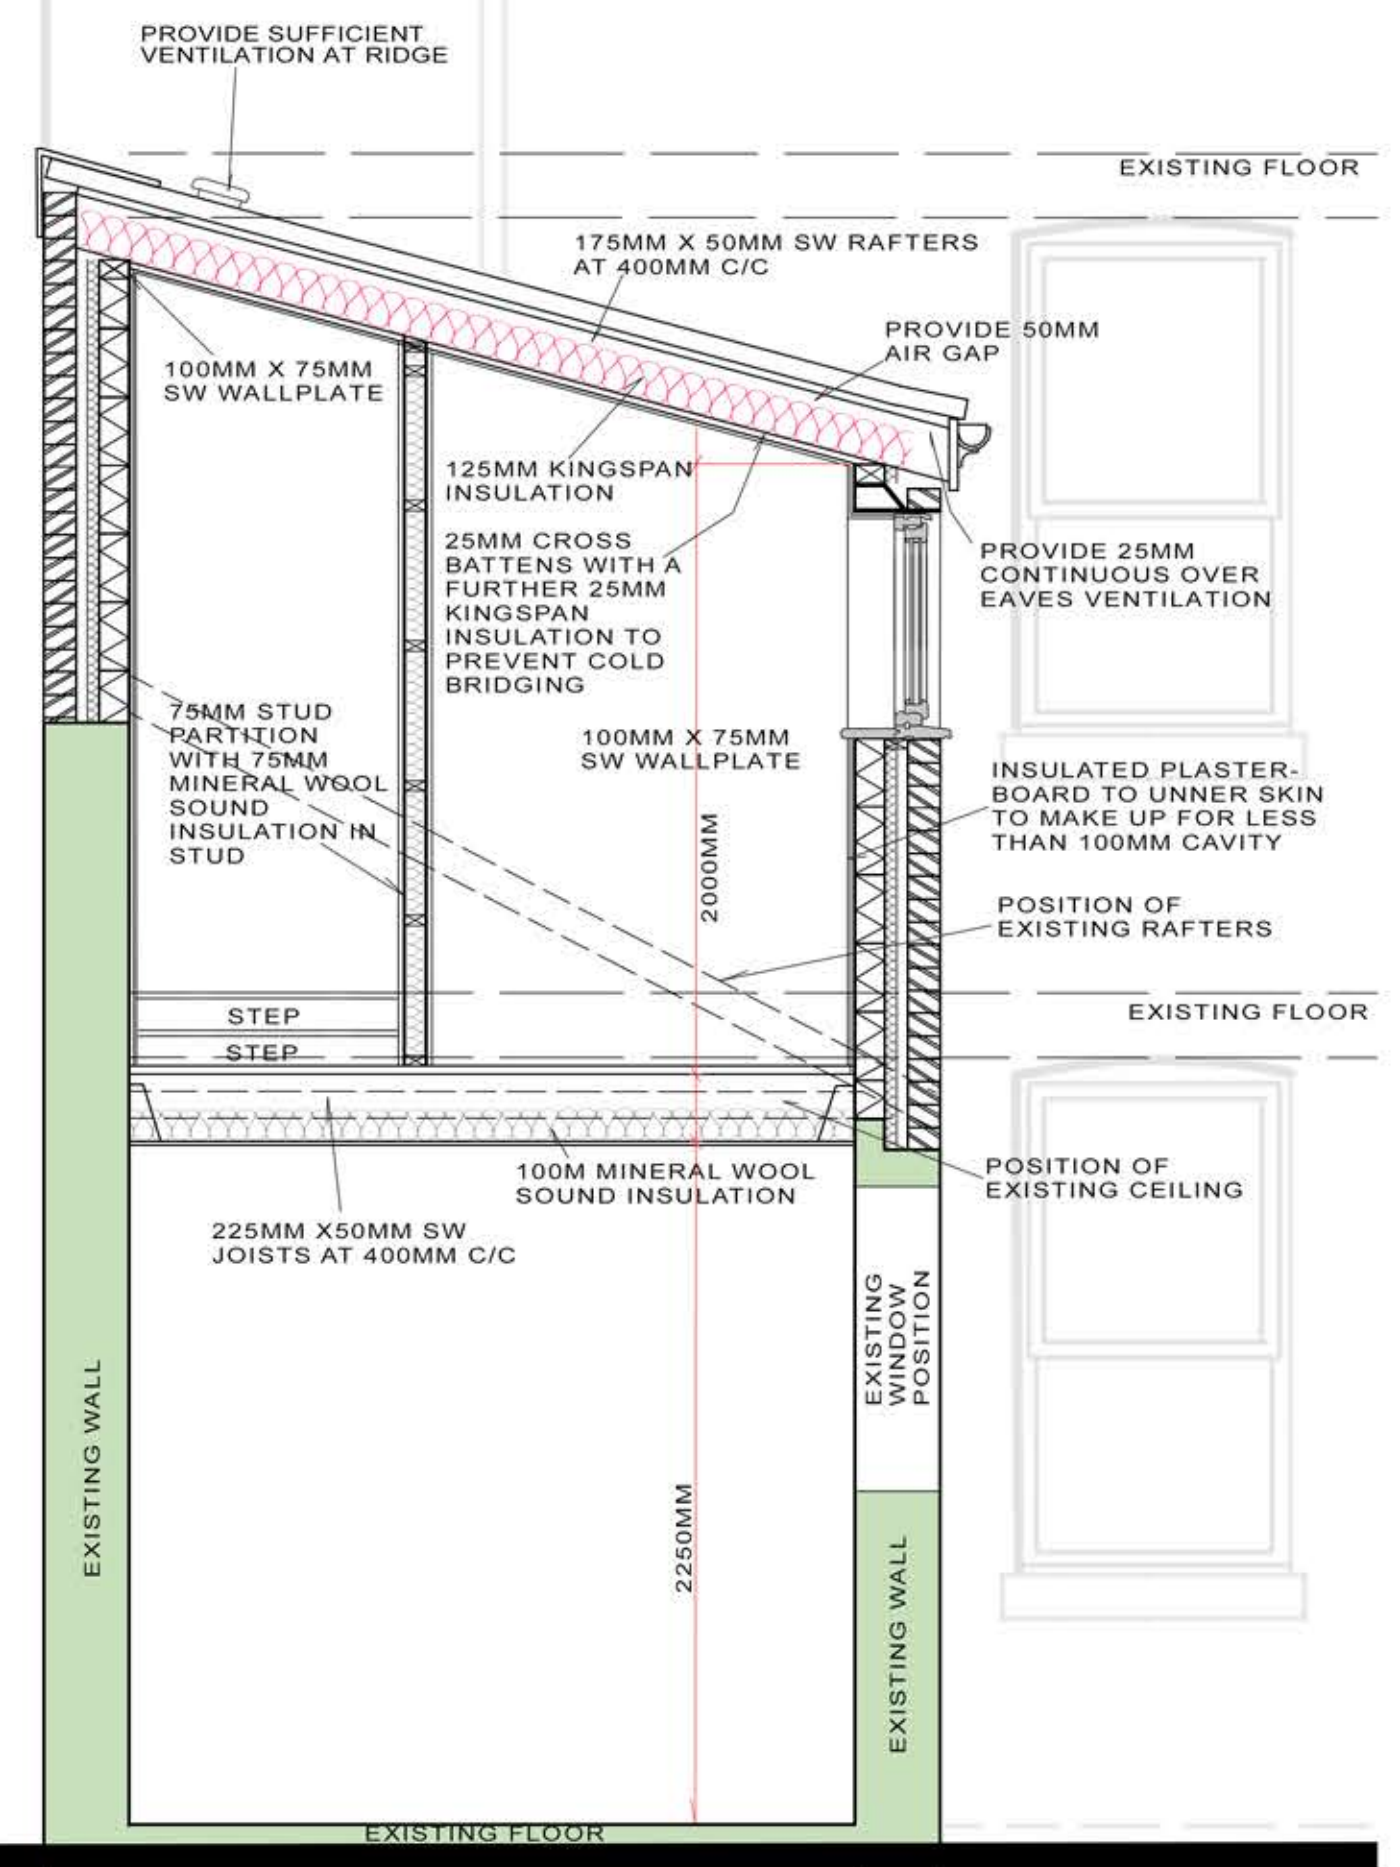 PROVIDE SUFFICIENT
VENTILATION AT RIDGE
EXISTING FLOOR
175MM X 50MM SW RAFTERS
AT 400MM C/C
PROVIDE 50MM
AIR GAP
100MM X 75MM
SW WALLPLATE
125MM KINGSPAN
INSULATION
25MM CROSS
BATTENS WITH A
FURTHER 25MM
KINGSPAN
INSULATION TO
PREVENT COLD
BRIDGING
PROVIDE 25MM
CONTINUOUS OVER
EAVES VENTILATION
75MM STUD
PARTITION
WITH 75MM
MINERAL WOOL
SOUND
INSULATION IN
STUD
100MM X 75MM
SW WALLPLATE
INSULATED PLASTER-
BOARD TO UNNER SKIN
TO MAKE UP FOR LESS
THAN 100MM CAVITY
2000MM
POSITION OF
EXISTING RAFTERS
STEP
STEP
EXISTING FLOOR
100M MINERAL WOOL
SOUND INSULATION
POSITION OF
EXISTING CEILING
225MM X50MM SW
JOISTS AT 400MM C/C
EXISTING
WINDOW
POSITION
EXISTING WALL
2250MM
EXISTING WALL
EXISTING FLOOR